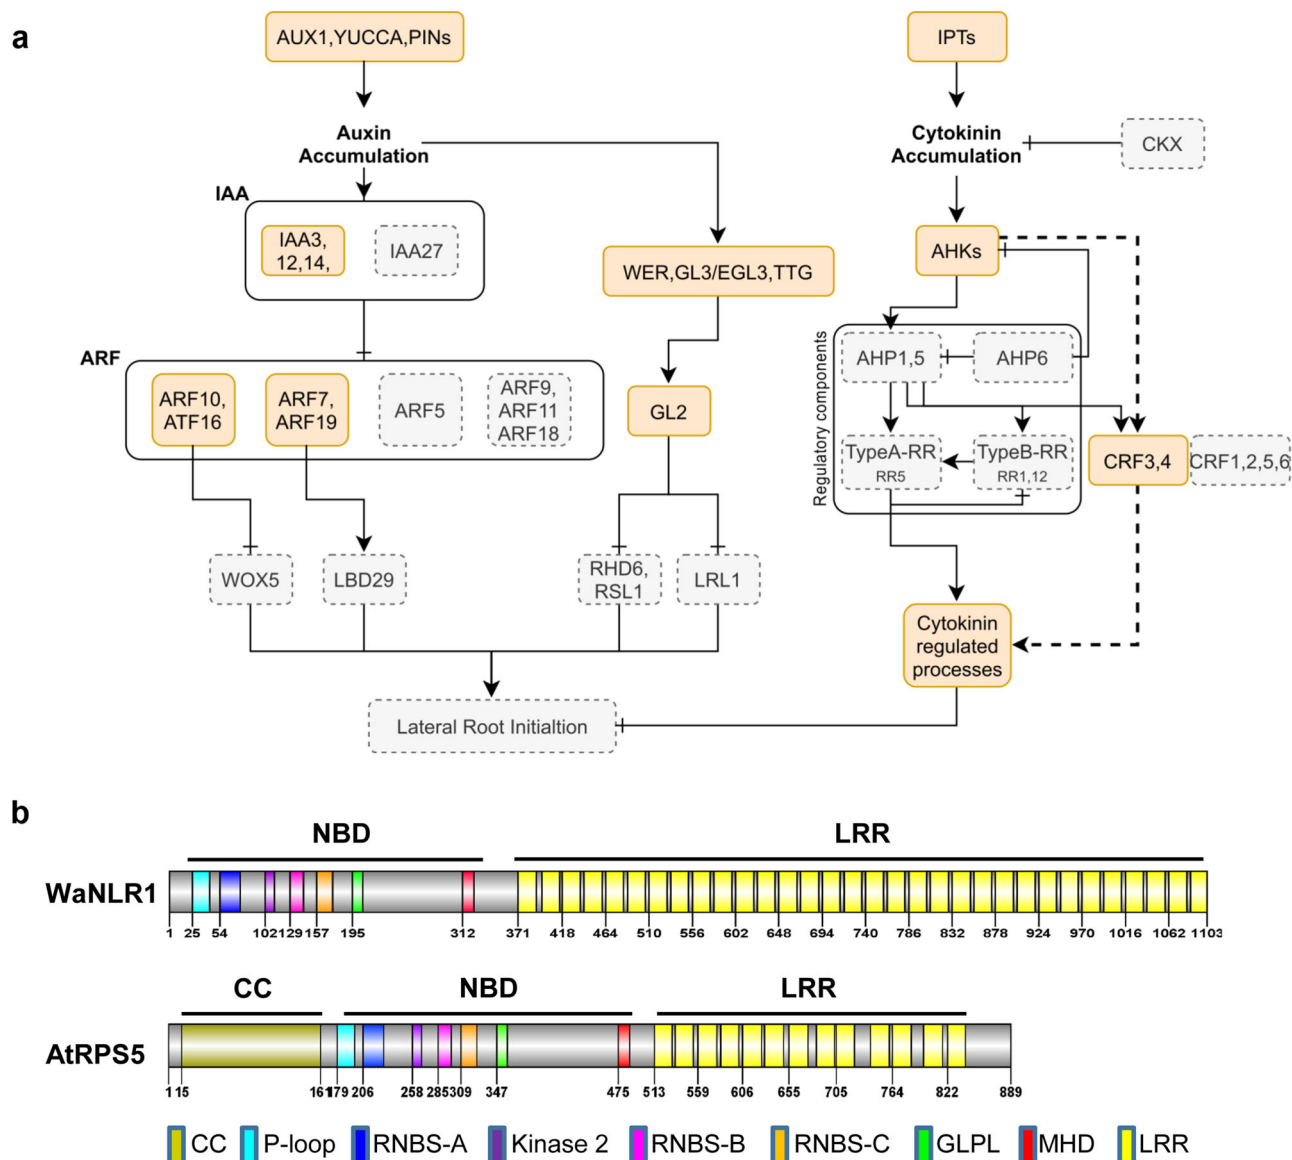 a
AUX1,YUCCA,PINs
IPTs
Auxin
Accumulation
Cytokinin
Accumulation
CKX
IAA
IAA3,
12,14,
IAA27
WER,GL3/EGL3,TTG
AHKs
ARF
ARF10,
ATF16
ARF7,
ARF19
ARF5
ARF9,
ARF11
ARF18
GL2
Regulatory components
AHP1,5
AHP6
TypeA-RR
RR5
TypeB-RR
RR1,12
CRF3,4
CRF1,2,5,6
WOX5
LBD29
RHD6,
RSL1
LRL1
Cytokinin
regulated
processes
Lateral Root Initialtion
b
NBD
LRR
WaNLR1
1 25 54 102 129 157 195 312 371 418 464 510 556 602 648 694 740 786 832 878 924 970 1016 1062 1103
CC
NBD
LRR
AtRPS5
1 15 161 179 206 258 285 309 347 475 513 559 606 655 705 764 822 889
CC P-loop RNBS-A Kinase 2 RNBS-B RNBS-C GLPL MHD LRR